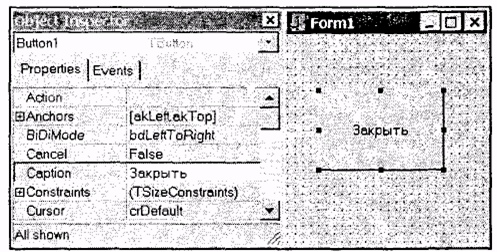 Object Inspector
Button1 TButton
Properties Events
Action
Anchors [akLeft,akTop]
BiDiMode bdLeftToRight
Cancel False
Caption Закрыть
Constraints (TSizeConstraints)
Cursor crDefault
All shown
Form1
Закрыть